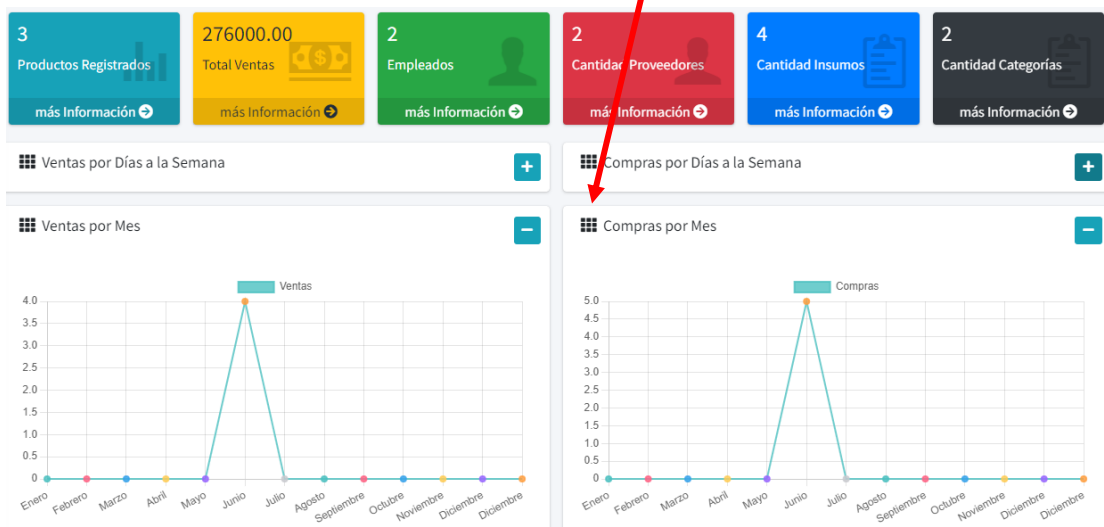 3
Productos Registrados
más Información
276000.00
Total Ventas
más Información
2
Empleados
más Información
2
Cantidad Proveedores
más Información
4
Cantidad Insumos
más Información
2
Cantidad Categorías
más Información
Ventas por Días a la Semana
+
Compras por Días a la Semana
+
Ventas por Mes
−
Ventas
4.0
3.5
3.0
2.5
2.0
1.5
1.0
0.5
0
Enero
Febrero
Marzo
Abril
Mayo
Junio
Julio
Agosto
Septiembre
Octubre
Noviembre
Diciembre
Diciembre
Compras por Mes
−
Compras
5.0
4.5
4.0
3.5
3.0
2.5
2.0
1.5
1.0
0.5
0
Enero
Febrero
Marzo
Abril
Mayo
Junio
Julio
Agosto
Septiembre
Octubre
Noviembre
Diciembre
Diciembre